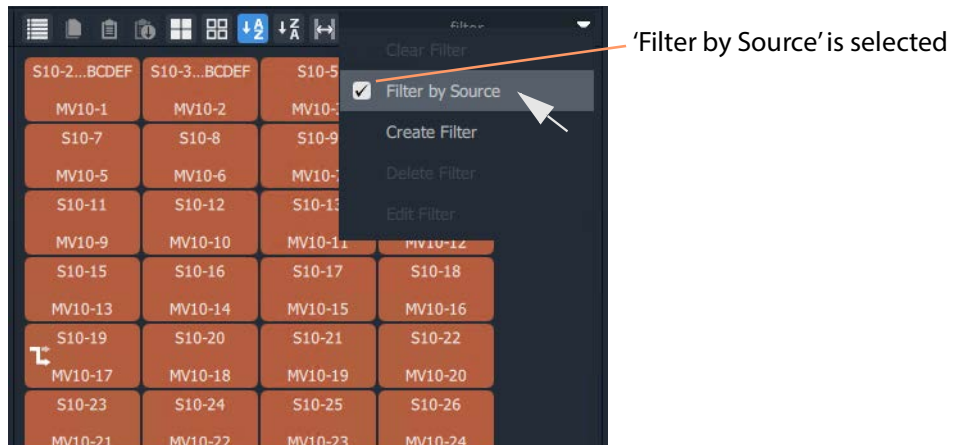 filter
'Filter by Source' is selected
Clear Filter
Filter by Source
Create Filter
Delete Filter
Edit Filter
S10-2...BCDEF S10-3...BCDEF S10-5
MV10-1 MV10-2
S10-7 S10-8 S10-9
MV10-5 MV10-6
S10-11 S10-12
MV10-9 MV10-10 MV10-11 MV10-12
S10-15 S10-16 S10-17 S10-18
MV10-13 MV10-14 MV10-15 MV10-16
S10-19 S10-20 S10-21 S10-22
MV10-17 MV10-18 MV10-19 MV10-20
S10-23 S10-24 S10-25 S10-26
MV10-21 MV10-22 MV10-23 MV10-24